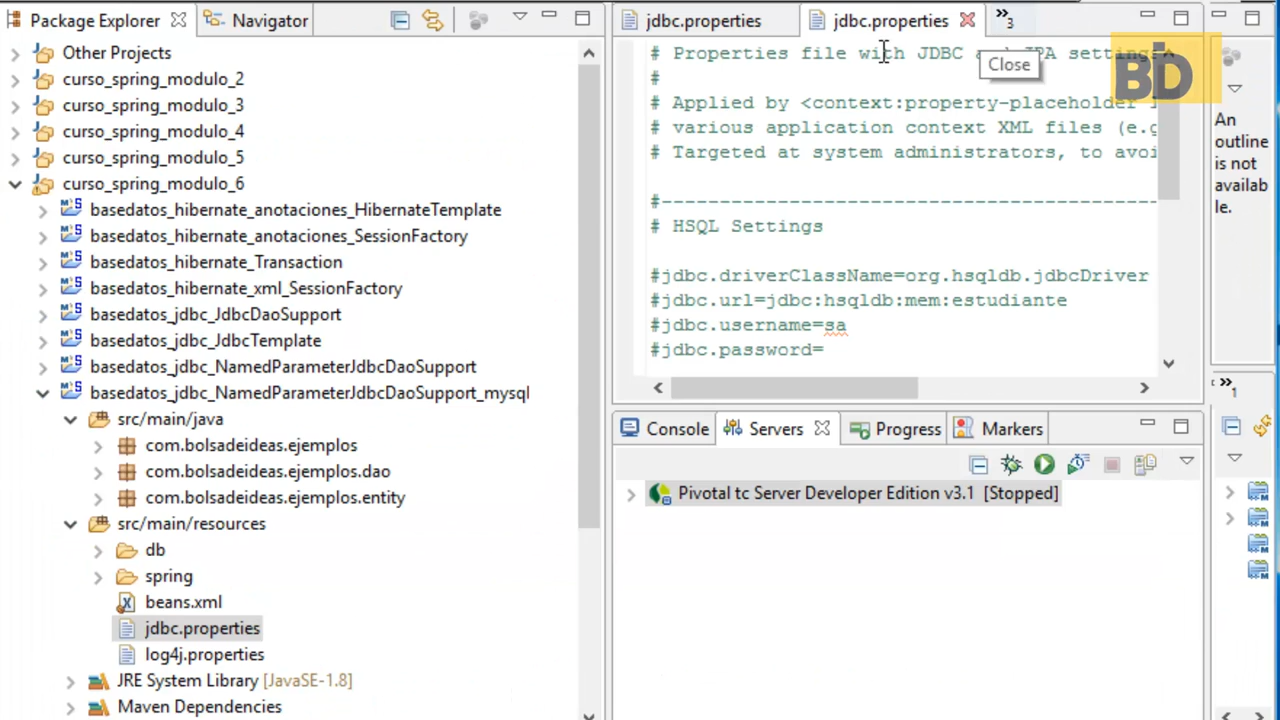 Package Explorer
Navigator
Other Projects
curso_spring_modulo_2
curso_spring_modulo_3
curso_spring_modulo_4
curso_spring_modulo_5
curso_spring_modulo_6
basedatos_hibernate_anotaciones_HibernateTemplate
basedatos_hibernate_anotaciones_SessionFactory
basedatos_hibernate_Transaction
basedatos_hibernate_xml_SessionFactory
basedatos_jdbc_JdbcDaoSupport
basedatos_jdbc_JdbcTemplate
basedatos_jdbc_NamedParameterJdbcDaoSupport
basedatos_jdbc_NamedParameterJdbcDaoSupport_mysql
src/main/java
com.bolsadeideas.ejemplos
com.bolsadeideas.ejemplos.dao
com.bolsadeideas.ejemplos.entity
src/main/resources
db
spring
beans.xml
jdbc.properties
log4j.properties
JRE System Library [JavaSE-1.8]
Maven Dependencies
jdbc.properties
jdbc.properties
3
# Properties file with JDBC JPA
Close
BD
#
# Applied by <context:property-placeholder
# various application context XML files (e.g
# Targeted at system administrators, to avoi
#-------------------------------------------
# HSQL Settings
#jdbc.driverClassName=org.hsqldb.jdbcDriver
#jdbc.url=jdbc:hsqldb:mem:estudiante
#jdbc.username=sa
#jdbc.password=
An
outline
is not
availab
le.
Console
Servers
Progress
Markers
1
Pivotal tc Server Developer Edition v3.1 [Stopped]